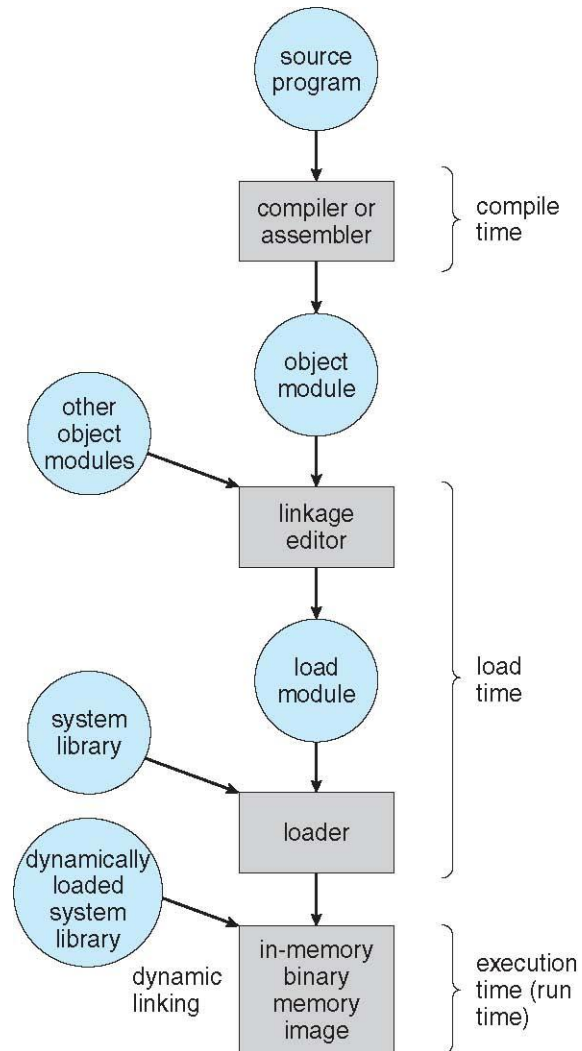 source
program
compiler or
assembler
compile
time
object
module
other
object
modules
linkage
editor
load
module
load
time
system
library
loader
dynamically
loaded
system
library
dynamic
linking
in-memory
binary
memory
image
execution
time (run
time)